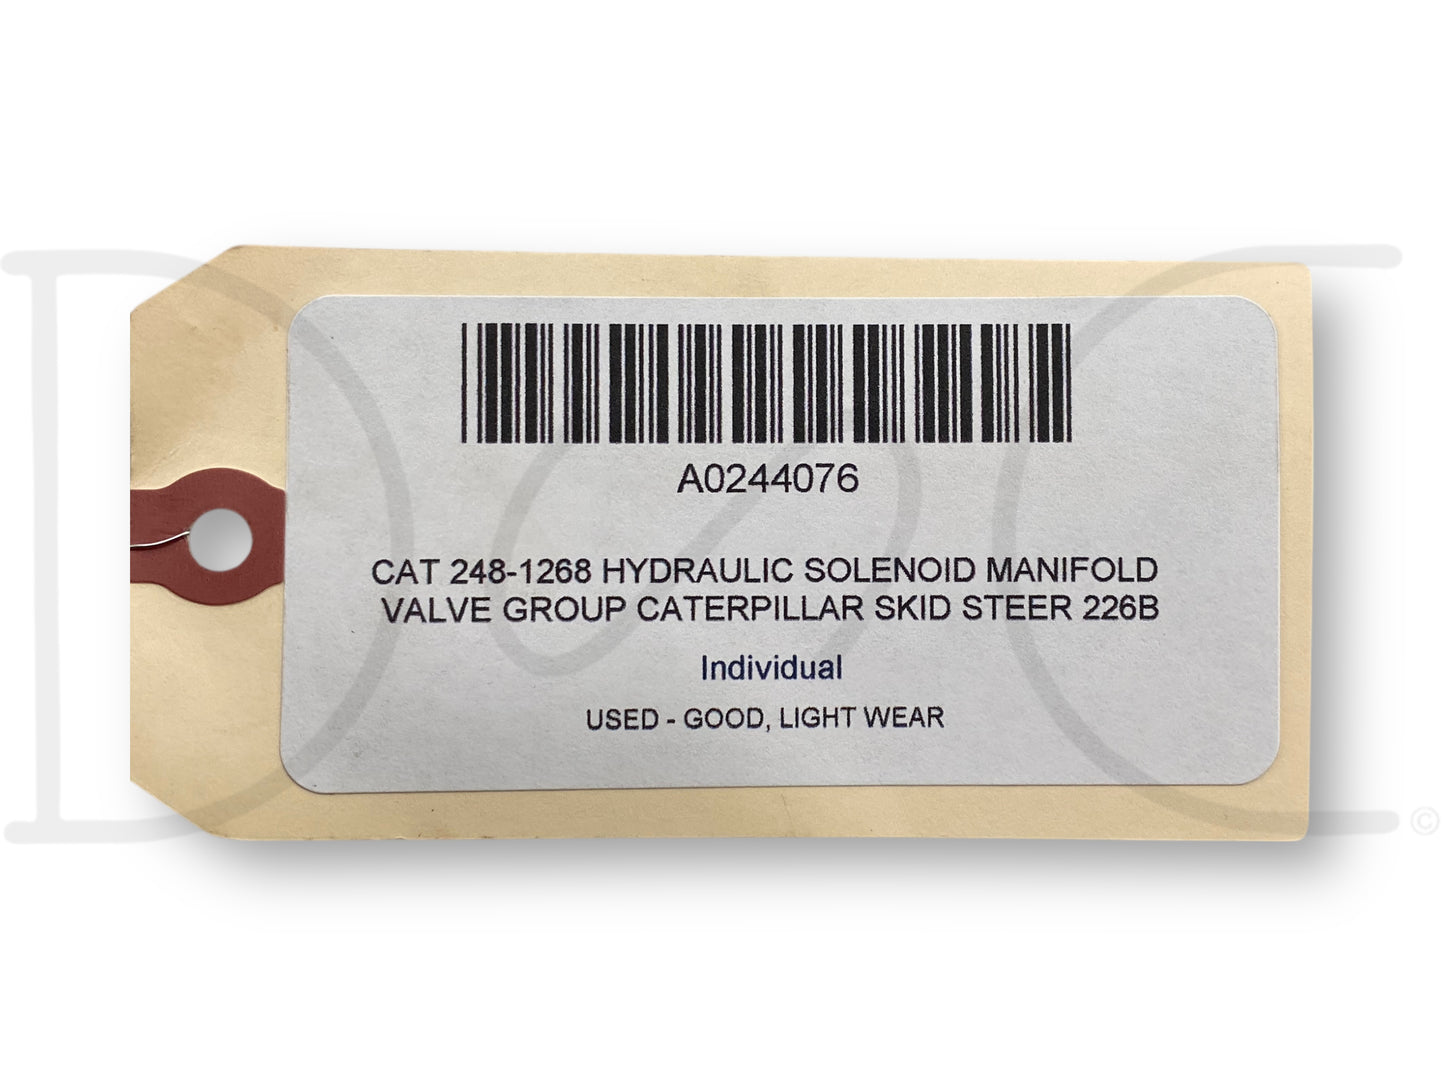 A0244076
CAT 248-1268 HYDRAULIC SOLENOID MANIFOLD
VALVE GROUP CATERPILLAR SKID STEER 226B
Individual
USED - GOOD, LIGHT WEAR
©